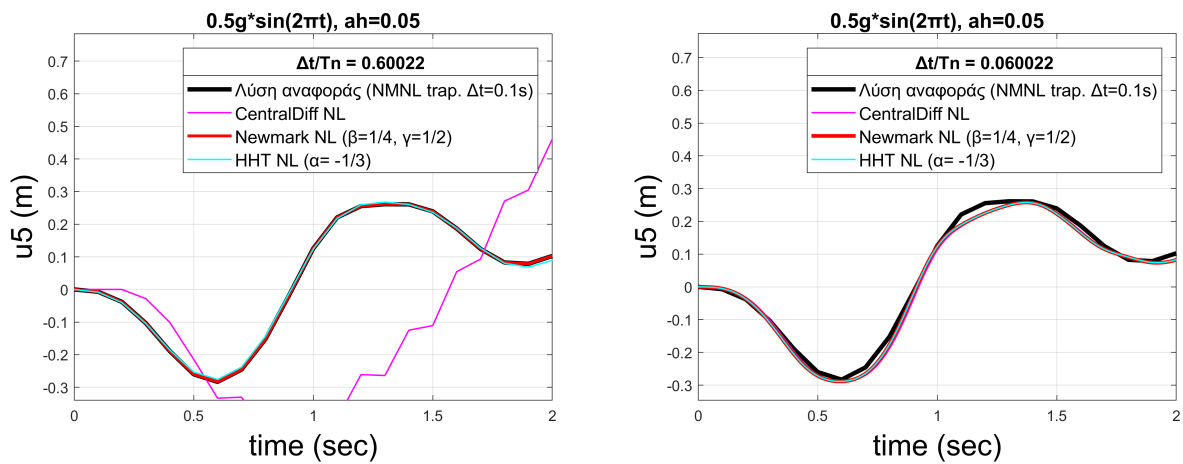 0.5g*sin(2πt), ah=0.05
Δt/Tn = 0.60022
Λύση αναφοράς (NMNL trap. Δt=0.1s)
CentralDiff NL
Newmark NL (β=1/4, γ=1/2)
HHT NL (α= -1/3)
0.7
0.6
0.5
0.4
0.3
0.2
0.1
0
-0.1
-0.2
-0.3
u5 (m)
0
0.5
1
1.5
2
time (sec)
0.5g*sin(2πt), ah=0.05
Δt/Tn = 0.060022
Λύση αναφοράς (NMNL trap. Δt=0.1s)
CentralDiff NL
Newmark NL (β=1/4, γ=1/2)
HHT NL (α= -1/3)
0.7
0.6
0.5
0.4
0.3
0.2
0.1
0
-0.1
-0.2
-0.3
u5 (m)
0
0.5
1
1.5
2
time (sec)